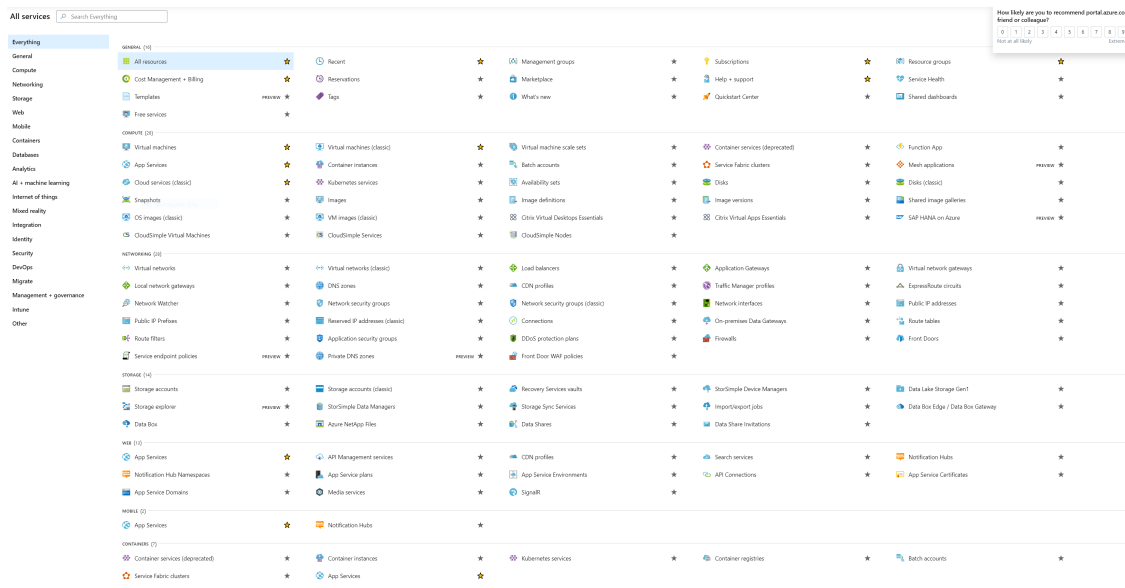 All services
Search Everything
How likely are you to recommend portal.azure.co
friend or colleague?
0 1 2 3 4 5 6 7 8 9
Not at all likely Extrem
Everything
General
Compute
Networking
Storage
Web
Mobile
Containers
Databases
Analytics
AI + machine learning
Internet of things
Mixed reality
Integration
Identity
Security
DevOps
Migrate
Management + governance
Intune
Other
GENERAL (16)
All resources Recent Management groups Subscriptions Resource groups
Cost Management + Billing Reservations Marketplace Help + support Service Health
Templates PREVIEW Tags What's new Quickstart Center Shared dashboards
Free services
COMPUTE (28)
Virtual machines Virtual machines (classic) Virtual machine scale sets Container services (deprecated) Function App
App Services Container instances Batch accounts Service Fabric clusters Mesh applications PREVIEW
Cloud services (classic) Kubernetes services Availability sets Disks Disks (classic)
Snapshots Images Image definitions Image versions Shared image galleries
OS images (classic) VM images (classic) Citrix Virtual Desktops Essentials Citrix Virtual Apps Essentials SAP HANA on Azure PREVIEW
CloudSimple Virtual Machines CloudSimple Services CloudSimple Nodes
NETWORKING (28)
Virtual networks Virtual networks (classic) Load balancers Application Gateways Virtual network gateways
Local network gateways DNS zones CDN profiles Traffic Manager profiles ExpressRoute circuits
Network Watcher Network security groups Network security groups (classic) Network interfaces Public IP addresses
Public IP Prefixes Reserved IP addresses (classic) Connections On-premises Data Gateways Route tables
Route filters Application security groups DDoS protection plans Firewalls Front Doors
Service endpoint policies PREVIEW Private DNS zones PREVIEW Front Door WAF policies
STORAGE (14)
Storage accounts Storage accounts (classic) Recovery Services vaults StorSimple Device Managers Data Lake Storage Gen1
Storage explorer PREVIEW StorSimple Data Managers Storage Sync Services Import/export jobs Data Box Edge / Data Box Gateway
Data Box Azure NetApp Files Data Shares Data Share Invitations
WEB (13)
App Services API Management services CDN profiles Search services Notification Hubs
Notification Hub Namespaces App Service plans App Service Environments API Connections App Service Certificates
App Service Domains Media services SignalR
MOBILE (2)
App Services Notification Hubs
CONTAINERS (7)
Container services (deprecated) Container instances Kubernetes services Container registries Batch accounts
Service Fabric clusters App Services